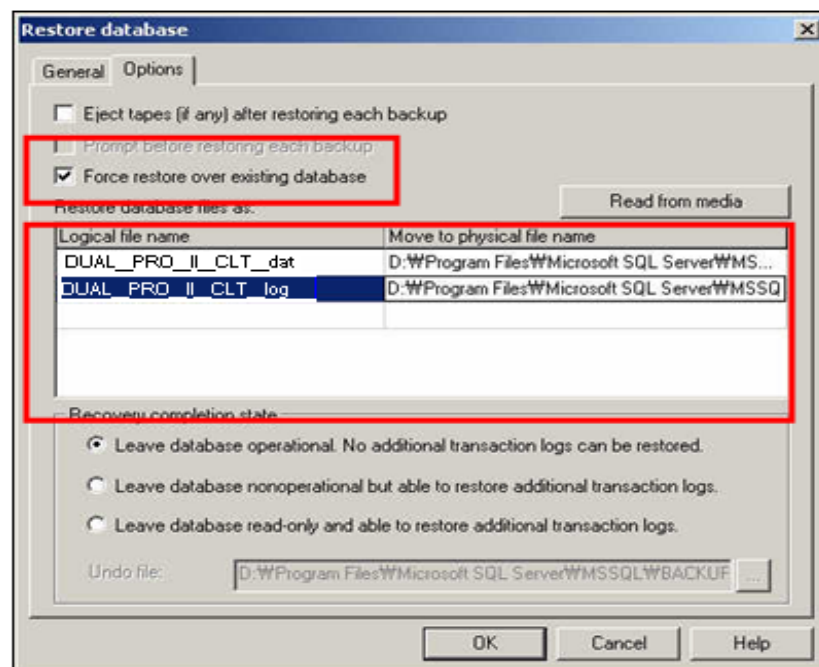 Restore database
General Options
Eject tapes (if any) after restoring each backup
Prompt before restoring each backup
Force restore over existing database
Restore database files as:
Read from media
Logical file name Move to physical file name
DUAL__PRO__II__CLT__dat D:₩Program Files₩Microsoft SQL Server₩MS...
DUAL__PRO__II__CLT__log D:₩Program Files₩Microsoft SQL Server₩MSSQ
Recovery completion state
Leave database operational. No additional transaction logs can be restored.
Leave database nonoperational but able to restore additional transaction logs.
Leave database read-only and able to restore additional transaction logs.
Undo file: D:₩Program Files₩Microsoft SQL Server₩MSSQL₩BACKUF ...
OK Cancel Help